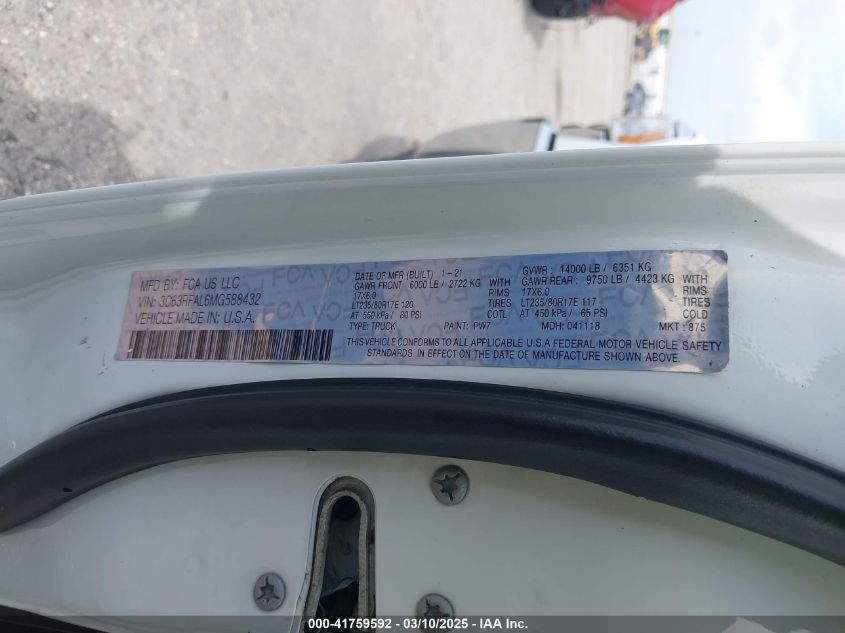 MFD BY: FCA US LLC
VIN: 3C63RFAL6MG588432
VEHICLE MADE IN: U.S.A.
DATE OF MFR (BUILT) 1-21
GAWR FRONT 6000 LB / 2722 KG WITH
17X6.0 RIMS
LT235/80R17E 120 TIRES
AT 550 kPa / 80 PSI COTL
TYPE: TRUCK PAINT: PW7
GVWR : 14000 LB / 6351 KG
GAWR REAR : 9750 LB / 4423 KG WITH
17X6.0 RIMS
LT235/80R17E 117 TIRES
AT 450 kPa / 65 PSI COLD
MDH: 041118 MKT: 875
THIS VEHICLE CONFORMS TO ALL APPLICABLE U.S.A FEDERAL MOTOR VEHICLE SAFETY
STANDARDS IN EFFECT ON THE DATE OF MANUFACTURE SHOWN ABOVE.
000-41759592 - 03/10/2025 - IAA Inc.